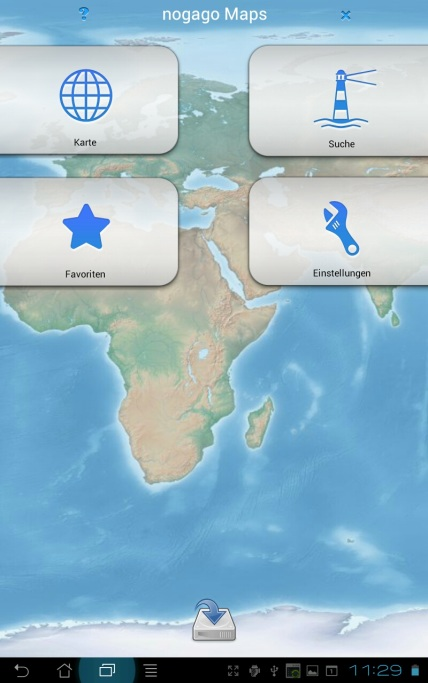 nogago Maps
Karte
Suche
Favoriten
Einstellungen
11:29